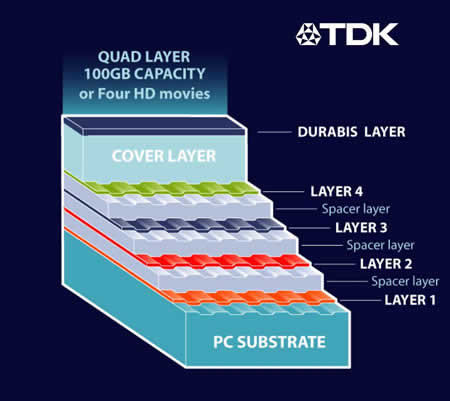 TDK
QUAD LAYER
100GB CAPACITY
or Four HD movies
DURABIS LAYER
COVER LAYER
LAYER 4
Spacer layer
LAYER 3
Spacer layer
LAYER 2
Spacer layer
LAYER 1
PC SUBSTRATE